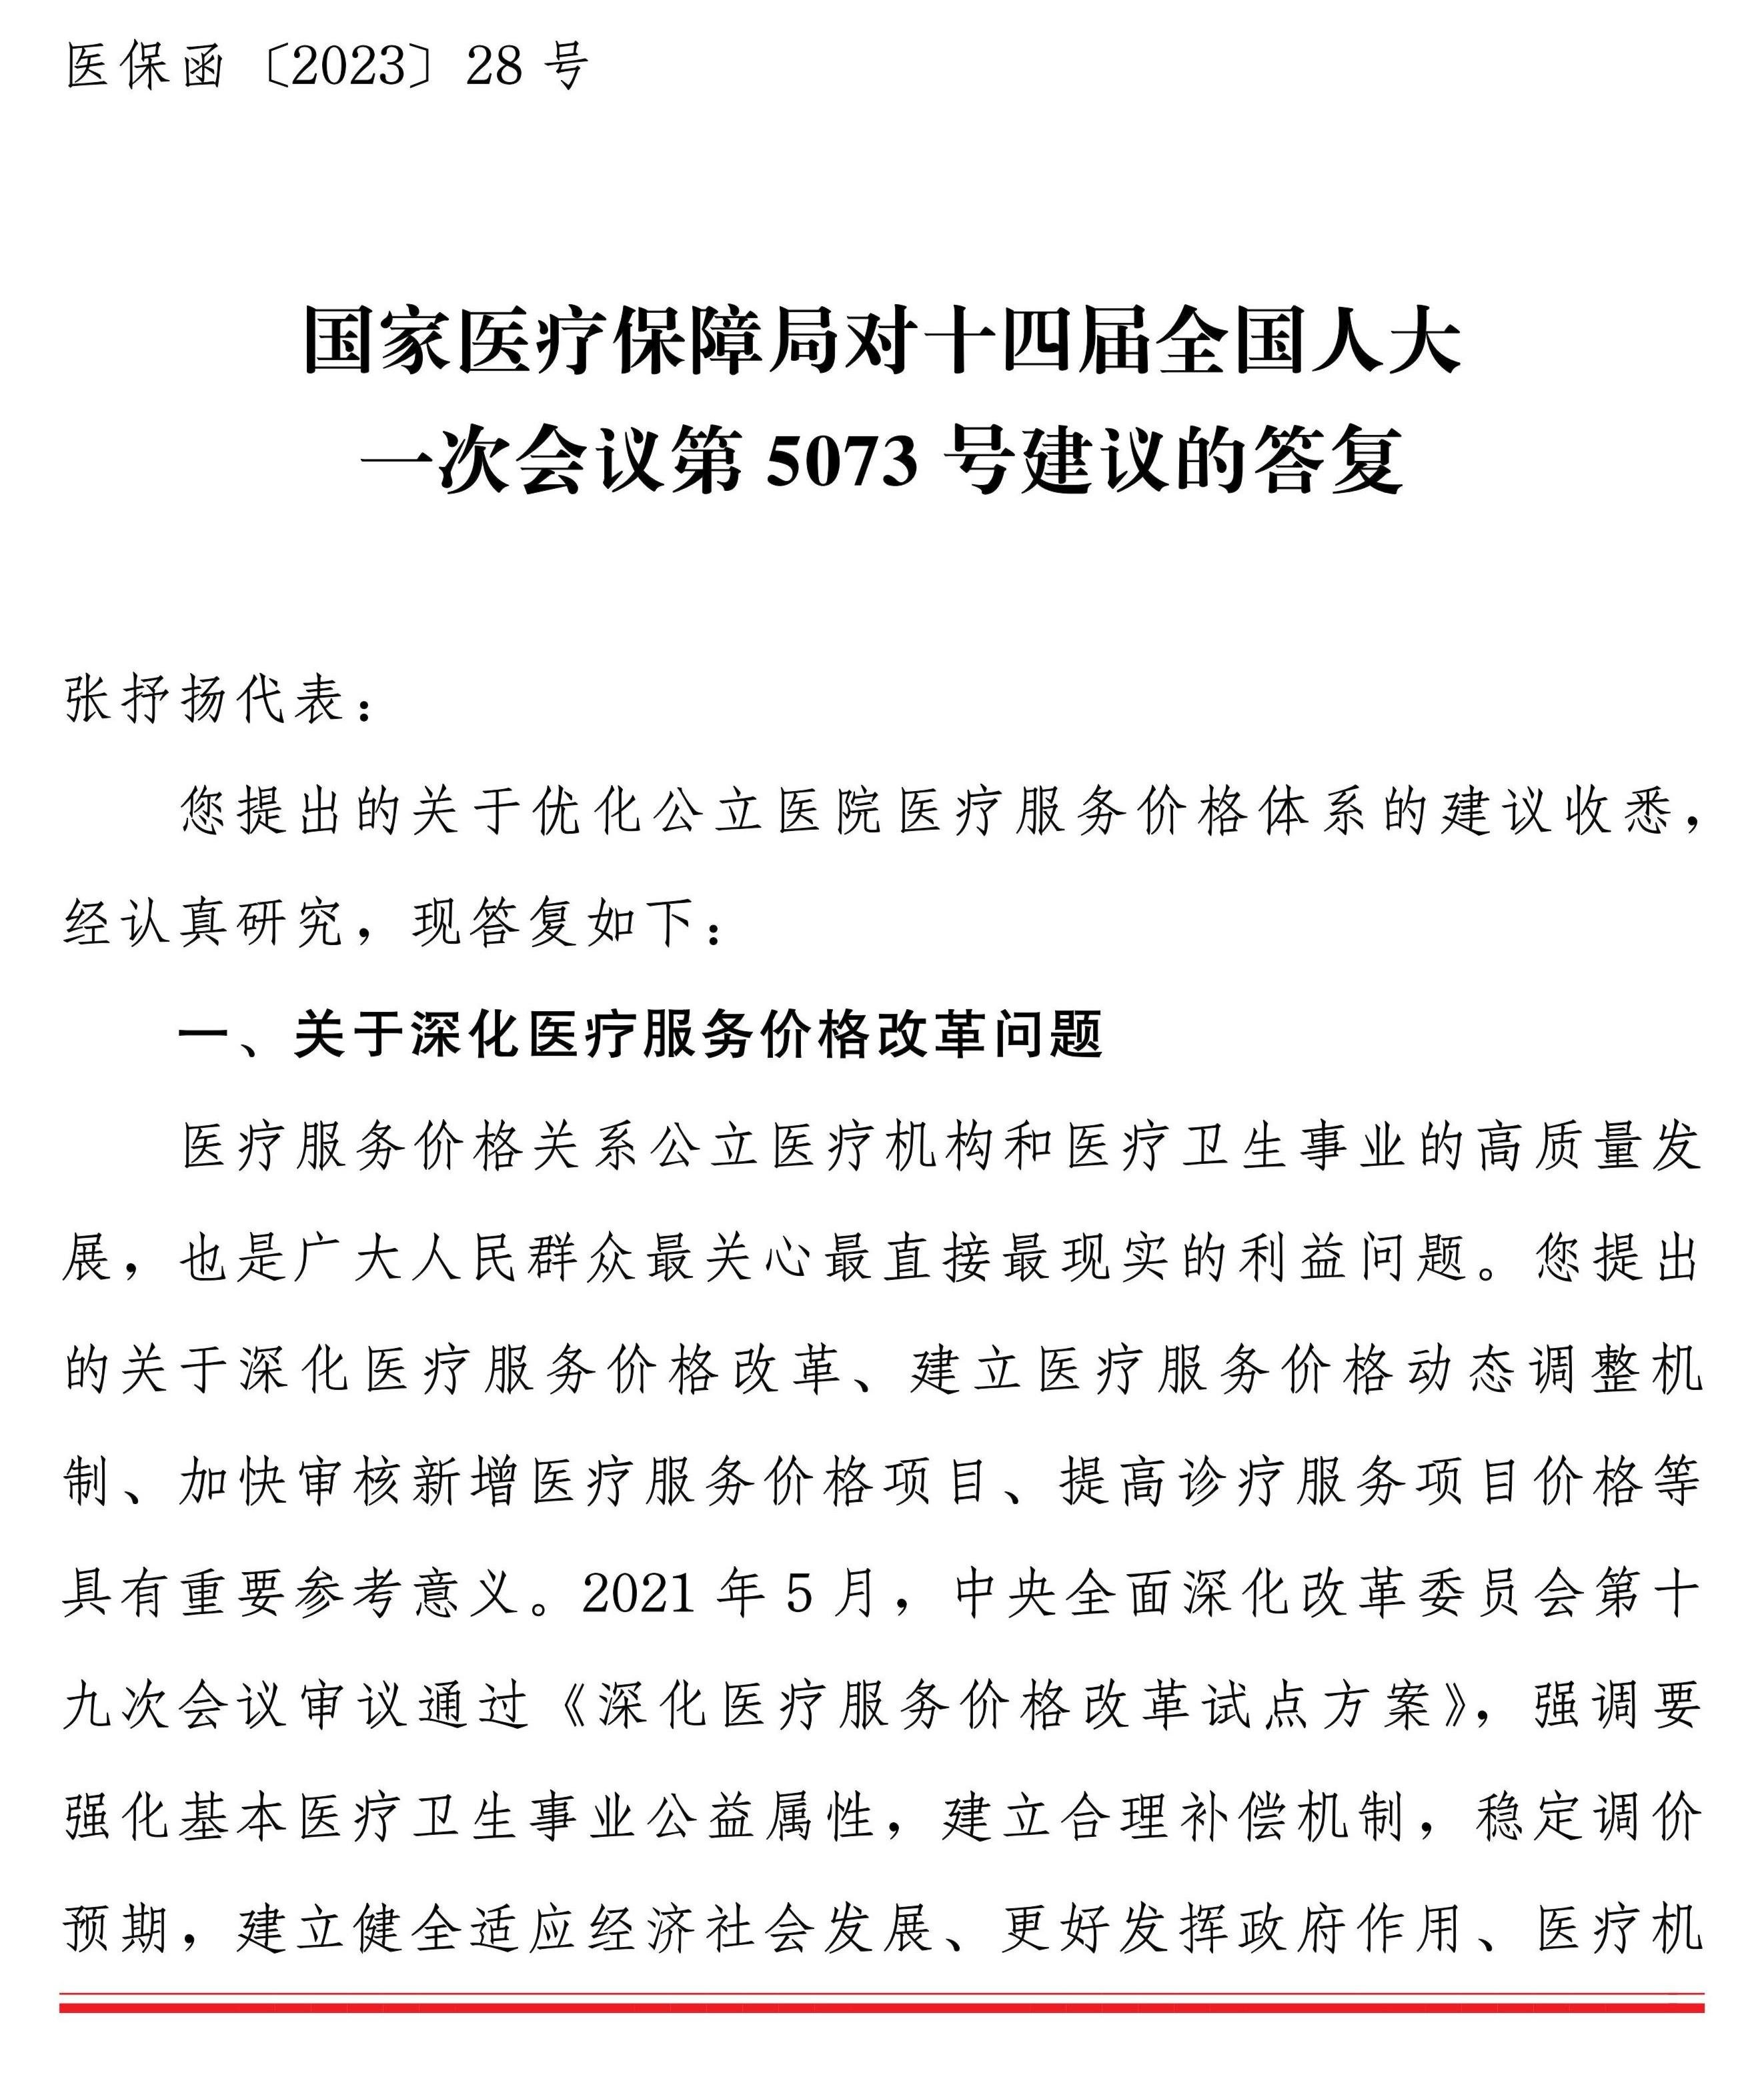 医保函〔2023〕28 号
国家医疗保障局对十四届全国人大
一次会议第 5073 号建议的答复
张抒扬代表：
您提出的关于优化公立医院医疗服务价格体系的建议收悉，
经认真研究，现答复如下：
一、关于深化医疗服务价格改革问题
医疗服务价格关系公立医疗机构和医疗卫生事业的高质量发
展，也是广大人民群众最关心最直接最现实的利益问题。您提出
的关于深化医疗服务价格改革、建立医疗服务价格动态调整机
制、加快审核新增医疗服务价格项目、提高诊疗服务项目价格等
具有重要参考意义。2021 年 5 月，中央全面深化改革委员会第十
九次会议审议通过《深化医疗服务价格改革试点方案》，强调要
强化基本医疗卫生事业公益属性，建立合理补偿机制，稳定调价
预期，建立健全适应经济社会发展、更好发挥政府作用、医疗机